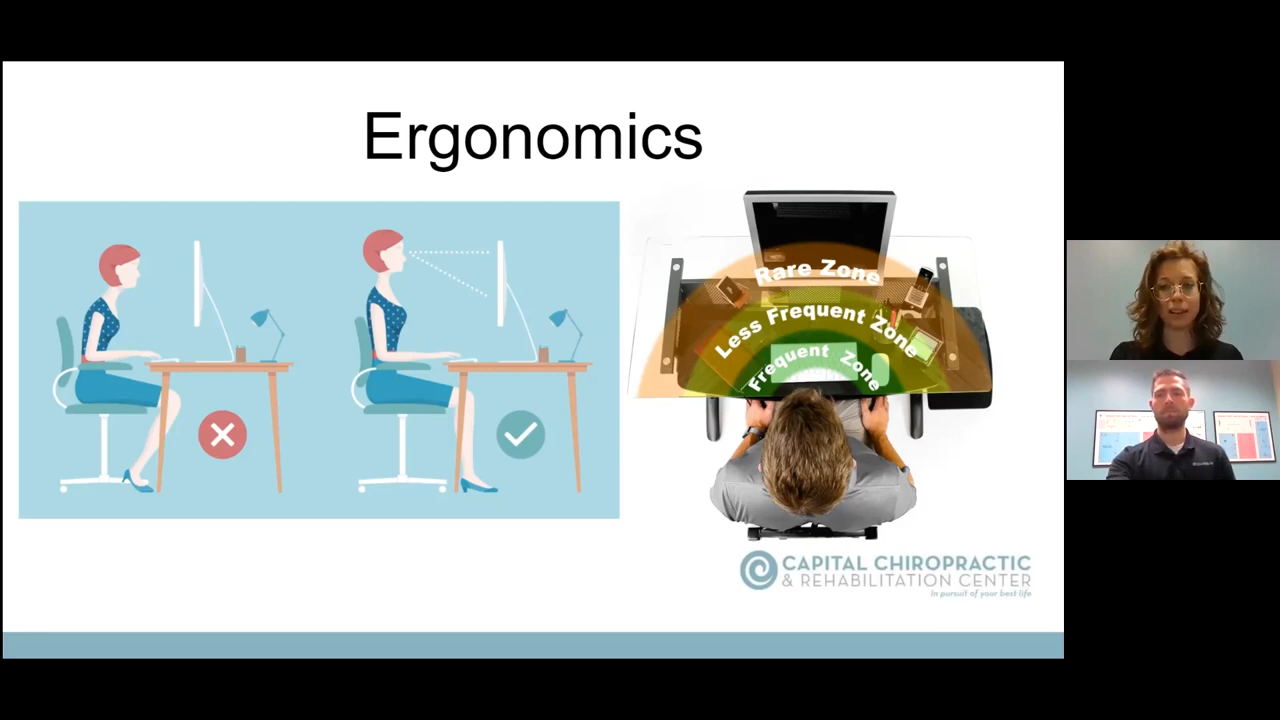 Ergonomics
Rare Zone
Less Frequent Zone
Frequent Zone
CAPITAL CHIROPRACTIC
& REHABILITATION CENTER
in pursuit of your best life